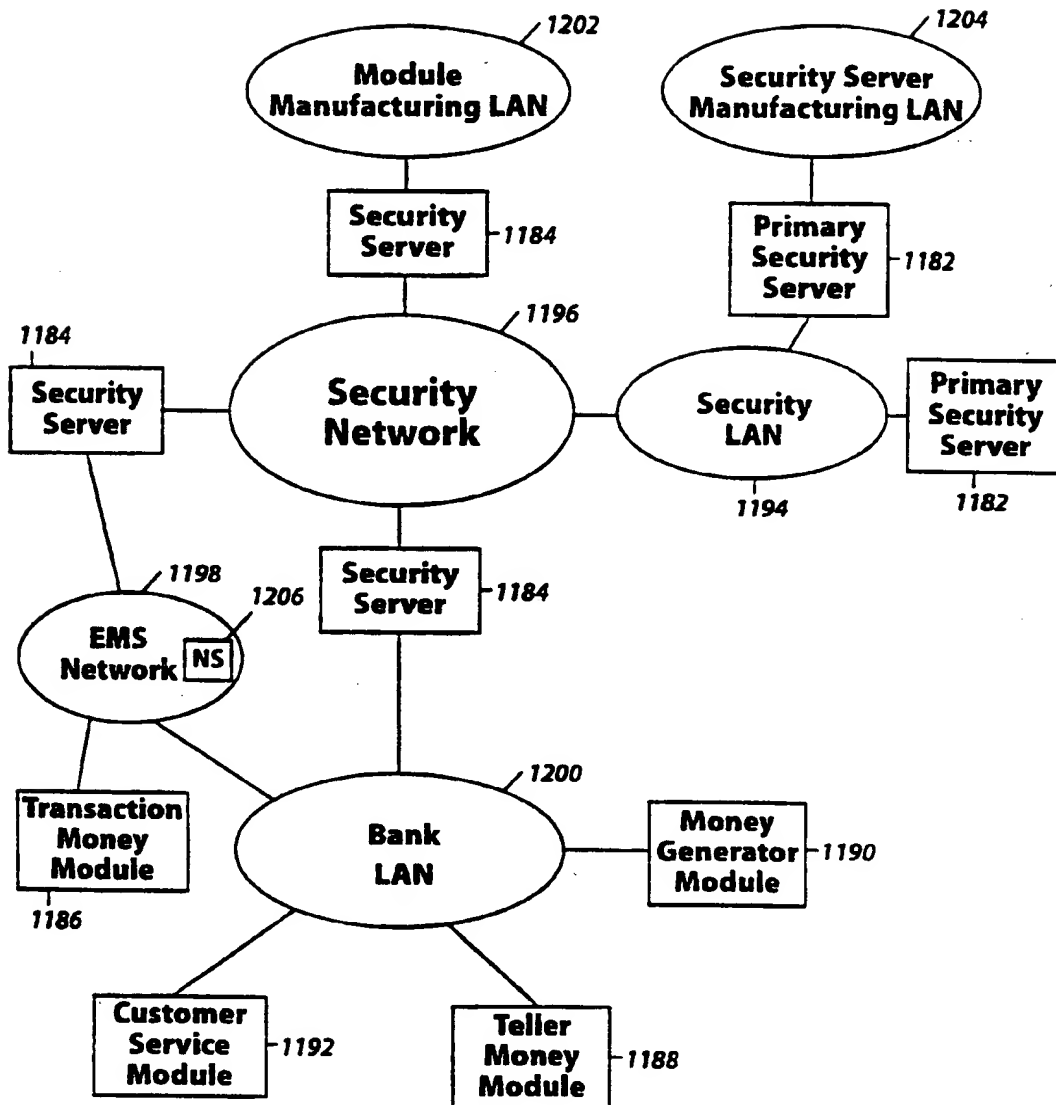 1202
Module
Manufacturing LAN
1204
Security Server
Manufacturing LAN
Security
Server
1184
Primary
Security
Server
1182
1196
Security
Network
1184
Security
Server
Security
LAN
1194
Primary
Security
Server
1182
Security
Server
1184
1198
1206
EMS
Network
NS
1200
Bank
LAN
Transaction
Money
Module
1186
Money
Generator
Module
1190
Customer
Service
Module
1192
Teller
Money
Module
1188